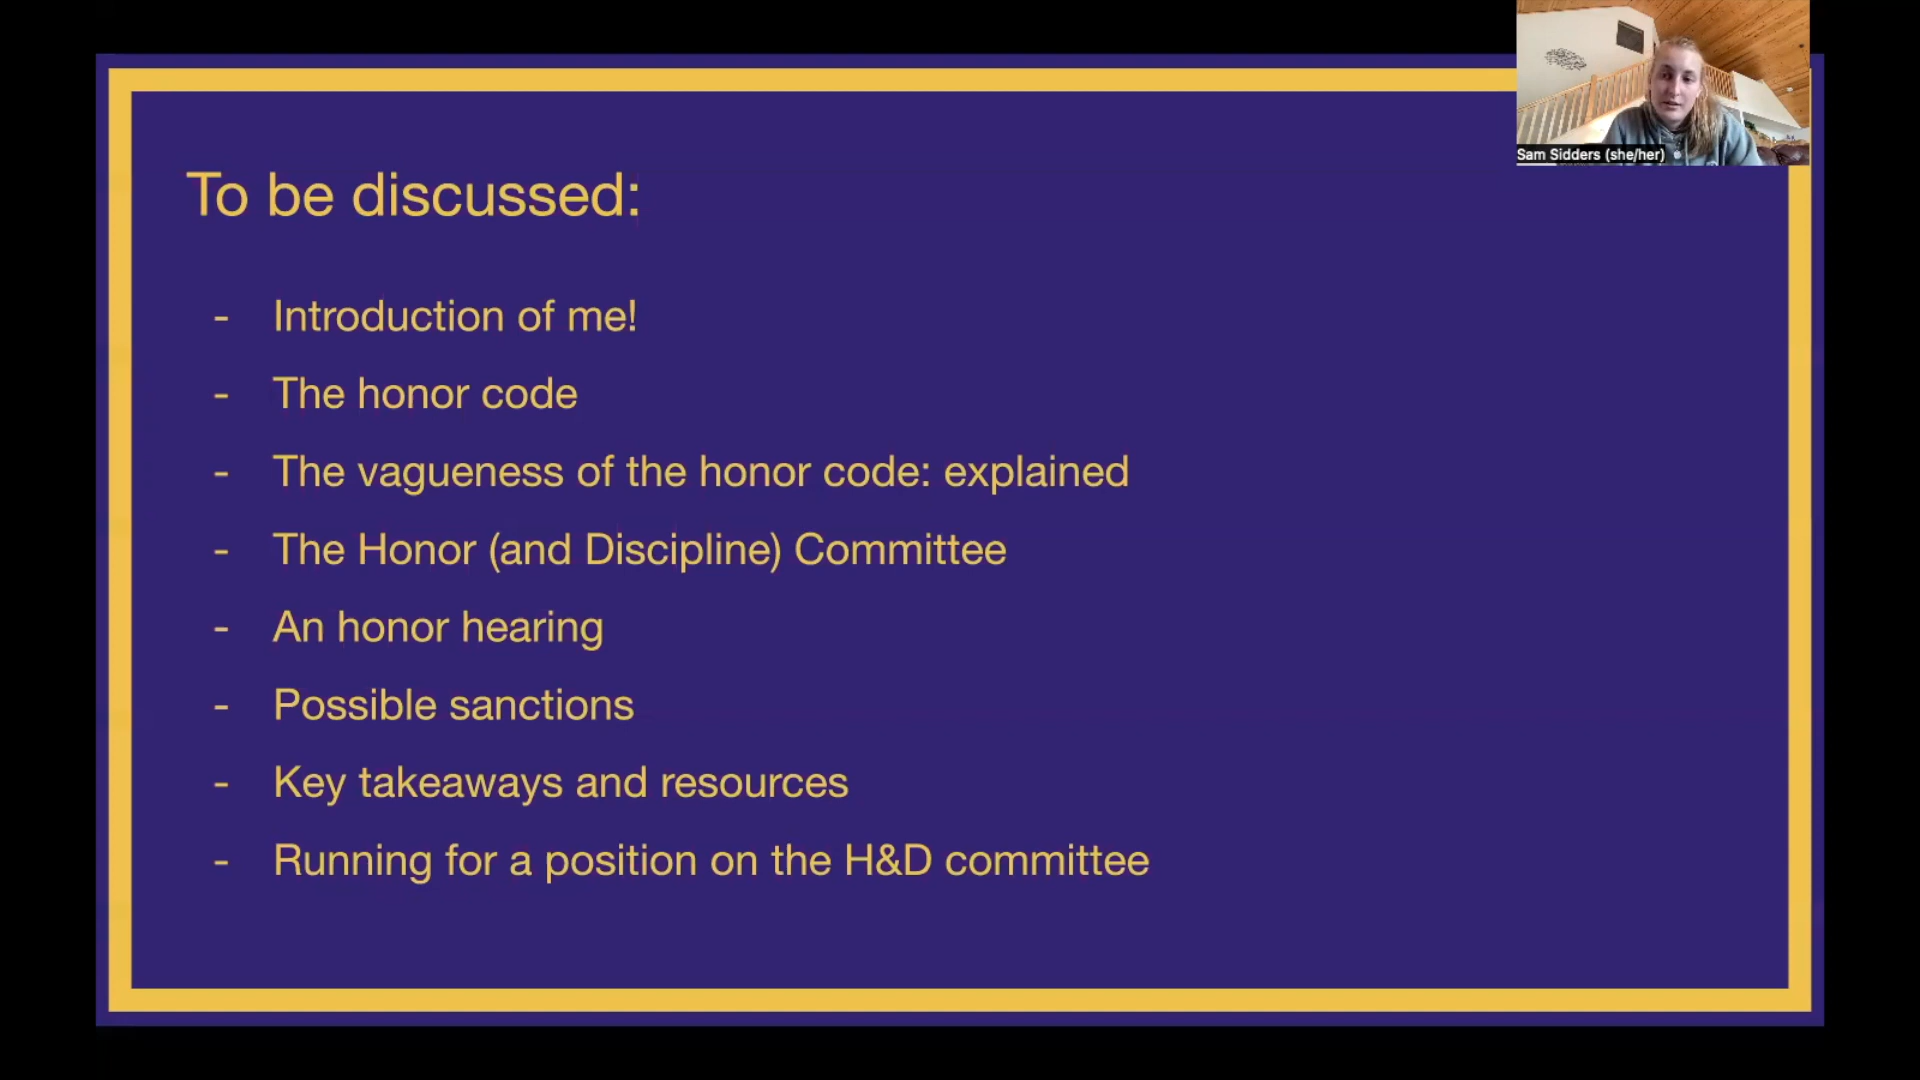 Sam Sidders (she/her)
To be discussed:
- Introduction of me!
- The honor code
- The vagueness of the honor code: explained
- The Honor (and Discipline) Committee
- An honor hearing
- Possible sanctions
- Key takeaways and resources
- Running for a position on the H&D committee